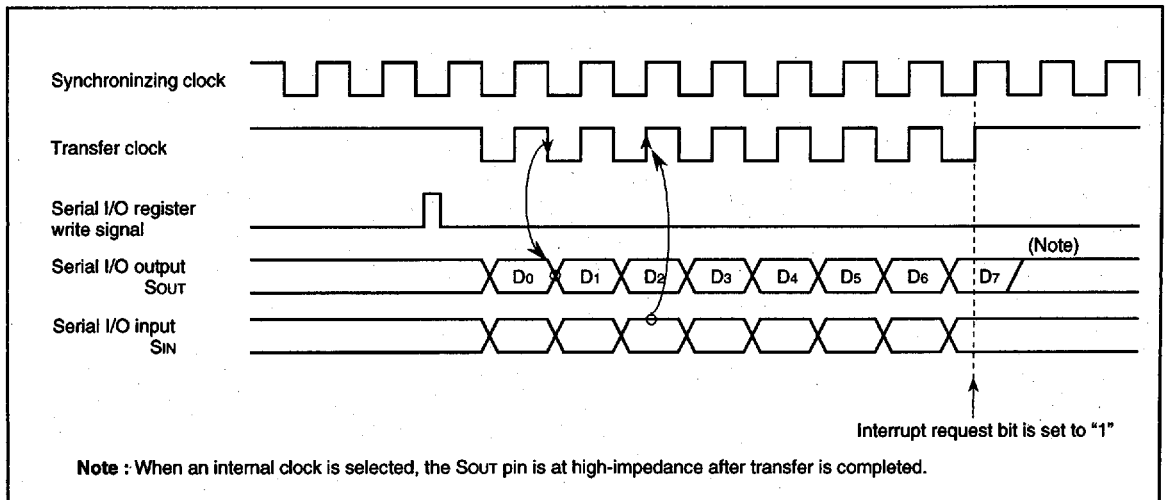 Synchroninzing clock
Transfer clock
Serial I/O register
write signal
(Note)
Serial I/O output
SOUT
D0 D1 D2 D3 D4 D5 D6 D7
Serial I/O input
SIN
Interrupt request bit is set to “1”
Note : When an internal clock is selected, the SOUT pin is at high-impedance after transfer is completed.